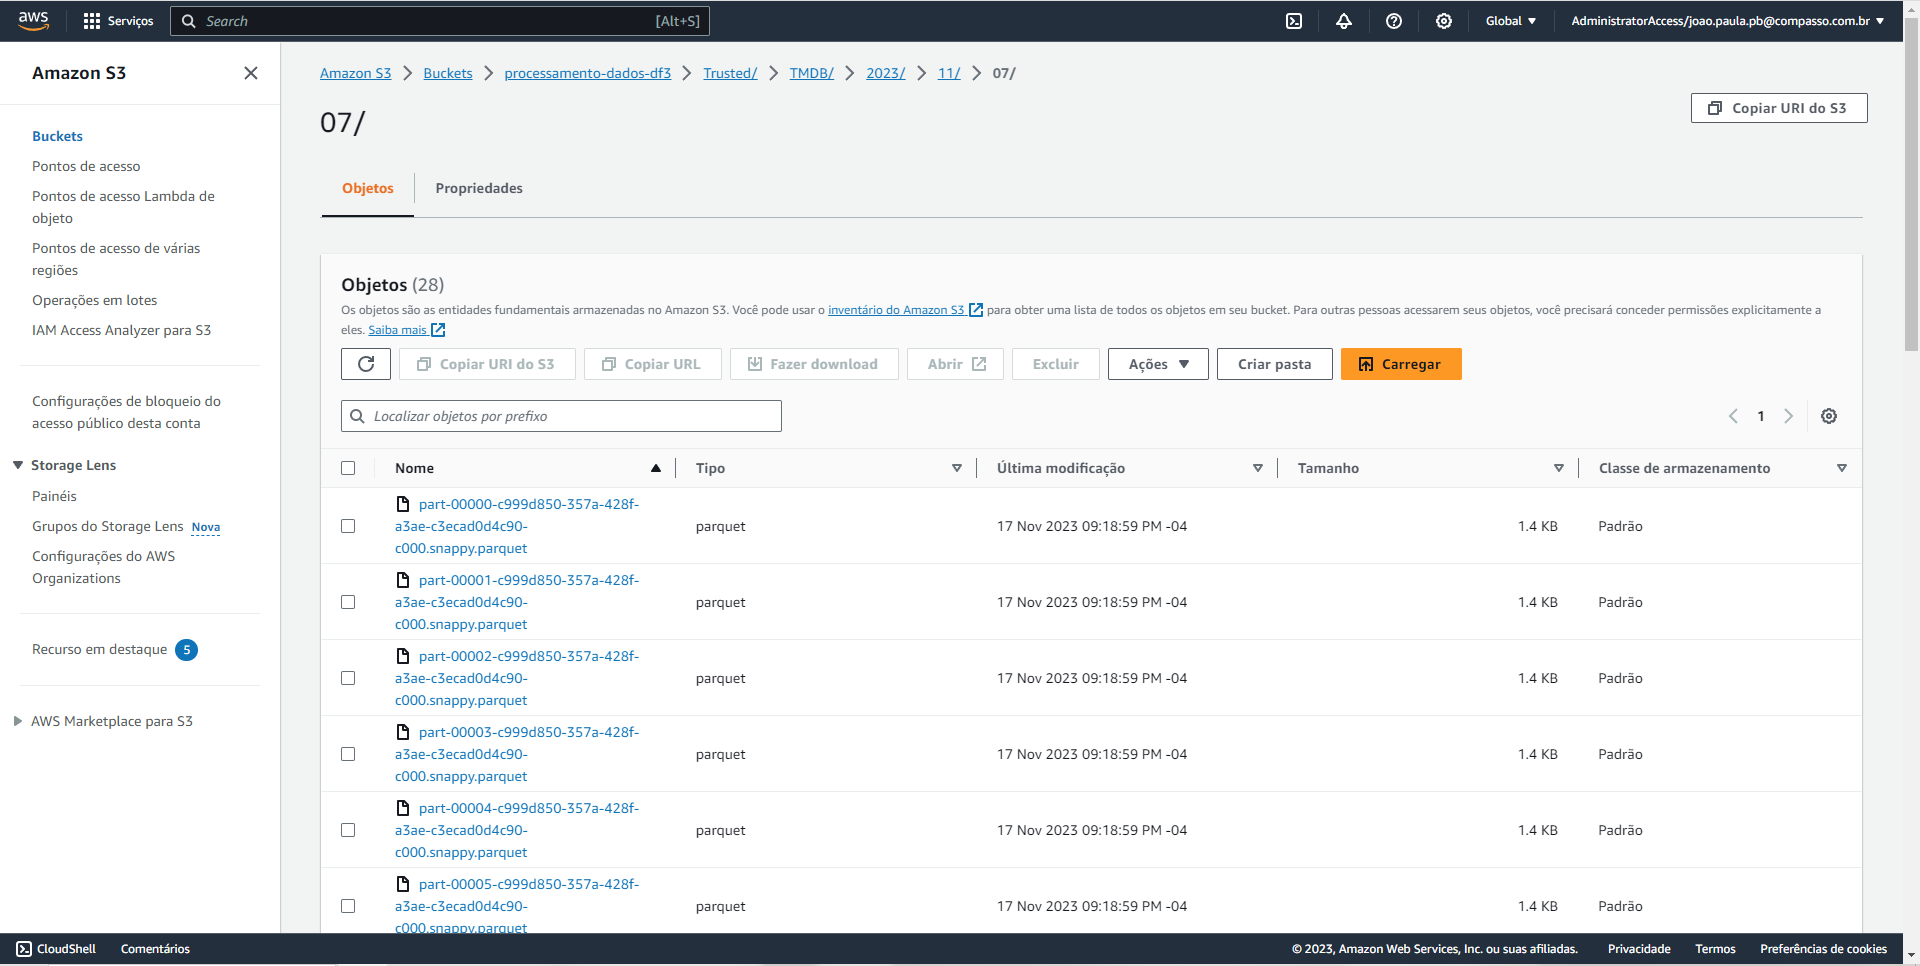 aws
Serviços
Search [Alt+S]
Global
AdministratorAccess/joao.paula.pb@compasso.com.br
Amazon S3
Buckets
Pontos de acesso
Pontos de acesso Lambda de
objeto
Pontos de acesso de várias
regiões
Operações em lotes
IAM Access Analyzer para S3
Configurações de bloqueio do
acesso público desta conta
Storage Lens
Painéis
Grupos do Storage Lens Nova
Configurações do AWS
Organizations
Recurso em destaque 5
AWS Marketplace para S3
Amazon S3 Buckets processamento-dados-df3 Trusted/ TMDB/ 2023/ 11/ 07/
07/
Copiar URI do S3
Objetos Propriedades
Objetos (28)
Os objetos são as entidades fundamentais armazenadas no Amazon S3. Você pode usar o inventário do Amazon S3 para obter uma lista de todos os objetos em seu bucket. Para outras pessoas acessarem seus objetos, você precisará conceder permissões explicitamente a
eles. Saiba mais
Copiar URI do S3 Copiar URL Fazer download Abrir Excluir Ações Criar pasta Carregar
Localizar objetos por prefixo
1
Nome Tipo Última modificação Tamanho Classe de armazenamento
part-00000-c999d850-357a-428f-
a3ae-c3ecad0d4c90- parquet 17 Nov 2023 09:18:59 PM -04 1.4 KB Padrão
c000.snappy.parquet
part-00001-c999d850-357a-428f-
a3ae-c3ecad0d4c90- parquet 17 Nov 2023 09:18:59 PM -04 1.4 KB Padrão
c000.snappy.parquet
part-00002-c999d850-357a-428f-
a3ae-c3ecad0d4c90- parquet 17 Nov 2023 09:18:59 PM -04 1.4 KB Padrão
c000.snappy.parquet
part-00003-c999d850-357a-428f-
a3ae-c3ecad0d4c90- parquet 17 Nov 2023 09:18:59 PM -04 1.4 KB Padrão
c000.snappy.parquet
part-00004-c999d850-357a-428f-
a3ae-c3ecad0d4c90- parquet 17 Nov 2023 09:18:59 PM -04 1.4 KB Padrão
c000.snappy.parquet
part-00005-c999d850-357a-428f-
a3ae-c3ecad0d4c90- parquet 17 Nov 2023 09:18:59 PM -04 1.4 KB Padrão
c000.snappy.parquet
CloudShell Comentários © 2023, Amazon Web Services, Inc. ou suas afiliadas. Privacidade Termos Preferências de cookies